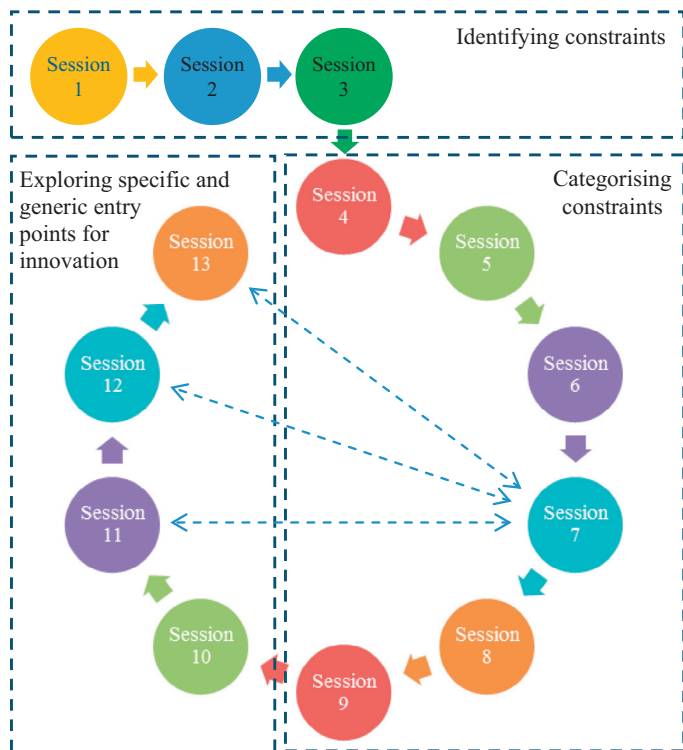 Identifying constraints
Session
1
Session
2
Session
3
Exploring specific and
generic entry
points for
innovation
Categorising
constraints
Session
4
Session
5
Session
6
Session
7
Session
8
Session
9
Session
10
Session
11
Session
12
Session
13